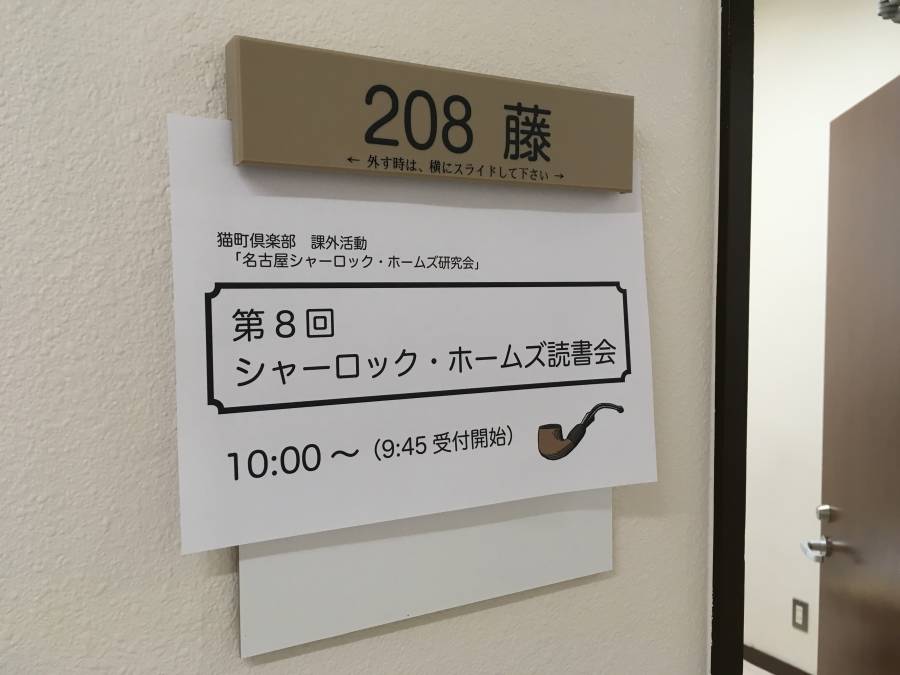 208 藤
← 外す時は、横にスライドして下さい →
猫町倶楽部 課外活動
「名古屋シャーロック・ホームズ研究会」
第8回
シャーロック・ホームズ読書会
10:00 ~ (9:45 受付開始)